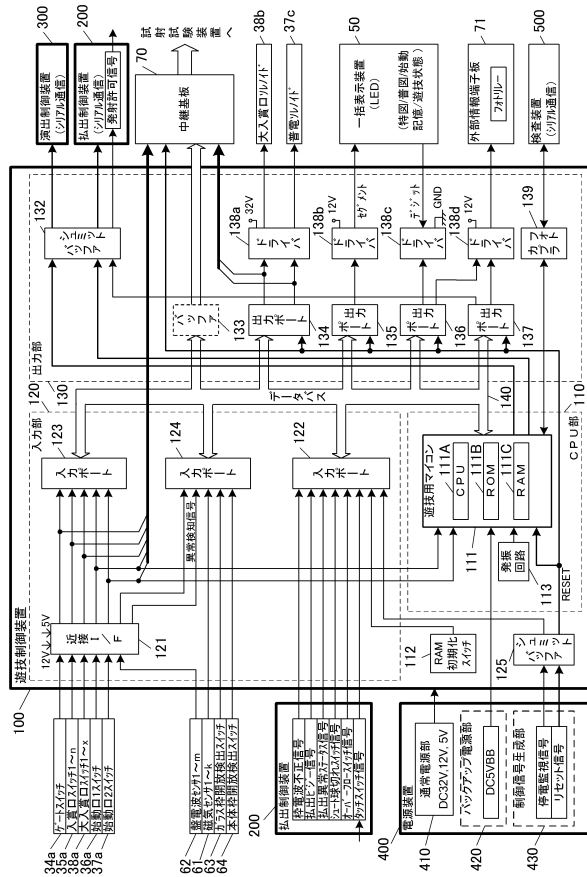 100
遊技制御装置
34a ゲートスイッチ
35a 入賞口スイッチ1～n
38a 大入賞口スイッチ1～x
36a 始動口1スイッチ
37a 始動口2スイッチ
12V 5V
近接
I/F
121
62 盤電波センサ1～m
61 磁気センサ1～k
63 ガラス枠開放検出スイッチ
64 本体枠開放検出スイッチ
異常検知信号
200
払出制御装置
枠電波不正信号
払出ビジー信号
払出異常ステータス信号
シュート球切れスイッチ信号
オーバーフロースイッチ信号
タッチスイッチ信号
400
電源装置
410
通常電源部
DC32V,12V, 5V
420
バックアップ電源部
DC5VBB
430
制御信号生成部
停電監視信号
リセット信号
120
入力部
123
入力
ポート
124
入力
ポート
122
入力
ポート
112
RAM
初期化
スイッチ
125
シュミット
バッファ
RESET
110
CPU部
遊技用マイコン
111
111A
CPU
111B
ROM
111C
RAM
発振
回路
113
データバス
140
130
出力部
132
シュミット
バッファ
バッファ
133
出力
ポート
134
出力
ポート
135
出力
ポート
136
出力
ポート
137
138a
32V
ドライバ
138b
12V
ドライバ
セグメント
138c
ドライバ
デジット
GND
138d
12V
ドライバ
139
フォト
カプラ
300
演出制御装置
(シリアル通信)
200
払出制御装置
(シリアル通信)
発射許可信号
試射試験
装置へ
70
中継基板
38b
大入賞口ソレノイド
37c
普電ソレノイド
50
一括表示装置
(LED)
(特図/普図/始動
記憶/遊技状態)
71
外部情報端子板
フォトリレー
500
検査装置
(シリアル通信)